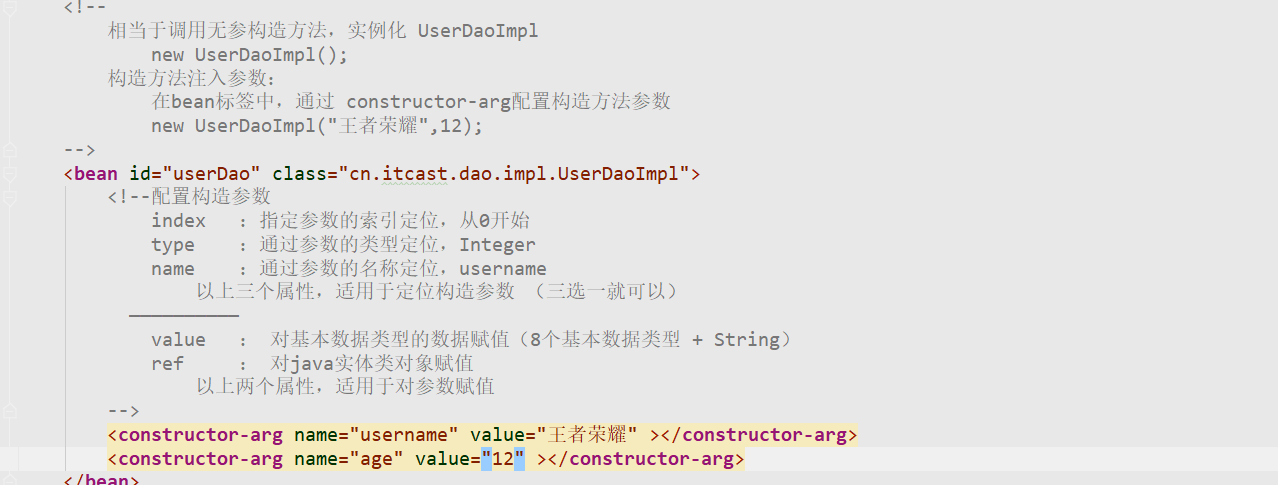 <!--
相当于调用无参构造方法，实例化 UserDaoImpl
new UserDaoImpl();
构造方法注入参数：
在bean标签中，通过 constructor-arg配置构造方法参数
new UserDaoImpl("王者荣耀",12);
-->
<bean id="userDao" class="cn.itcast.dao.impl.UserDaoImpl">
<!--配置构造参数
index ：指定参数的索引定位，从0开始
type ：通过参数的类型定位，Integer
name ：通过参数的名称定位，username
以上三个属性，适用于定位构造参数 （三选一就可以）
——————————
value ： 对基本数据类型的数据赋值（8个基本数据类型 + String）
ref ： 对java实体类对象赋值
以上两个属性，适用于对参数赋值
-->
<constructor-arg name="username" value="王者荣耀" ></constructor-arg>
<constructor-arg name="age" value="12" ></constructor-arg>
</bean>